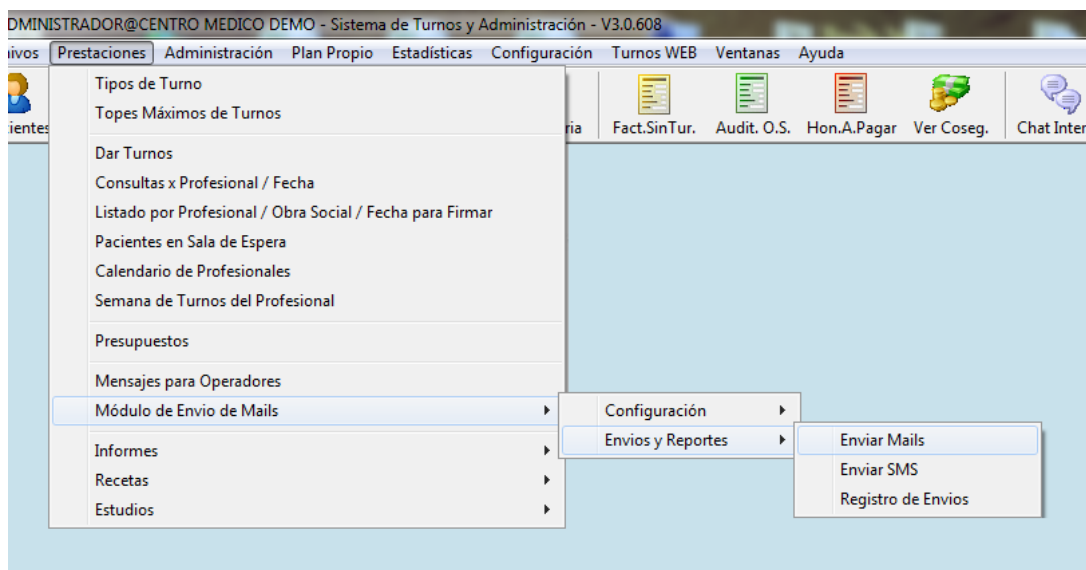 DMINISTRADOR@CENTRO MEDICO DEMO - Sistema de Turnos y Administración - V3.0.608
ivos Prestaciones Administración Plan Propio Estadísticas Configuración Turnos WEB Ventanas Ayuda
ientes ria Fact.SinTur. Audit. O.S. Hon.A.Pagar Ver Coseg. Chat Inter
Tipos de Turno
Topes Máximos de Turnos
Dar Turnos
Consultas x Profesional / Fecha
Listado por Profesional / Obra Social / Fecha para Firmar
Pacientes en Sala de Espera
Calendario de Profesionales
Semana de Turnos del Profesional
Presupuestos
Mensajes para Operadores
Módulo de Envio de Mails
Informes
Recetas
Estudios
Configuración
Envios y Reportes
Enviar Mails
Enviar SMS
Registro de Envios